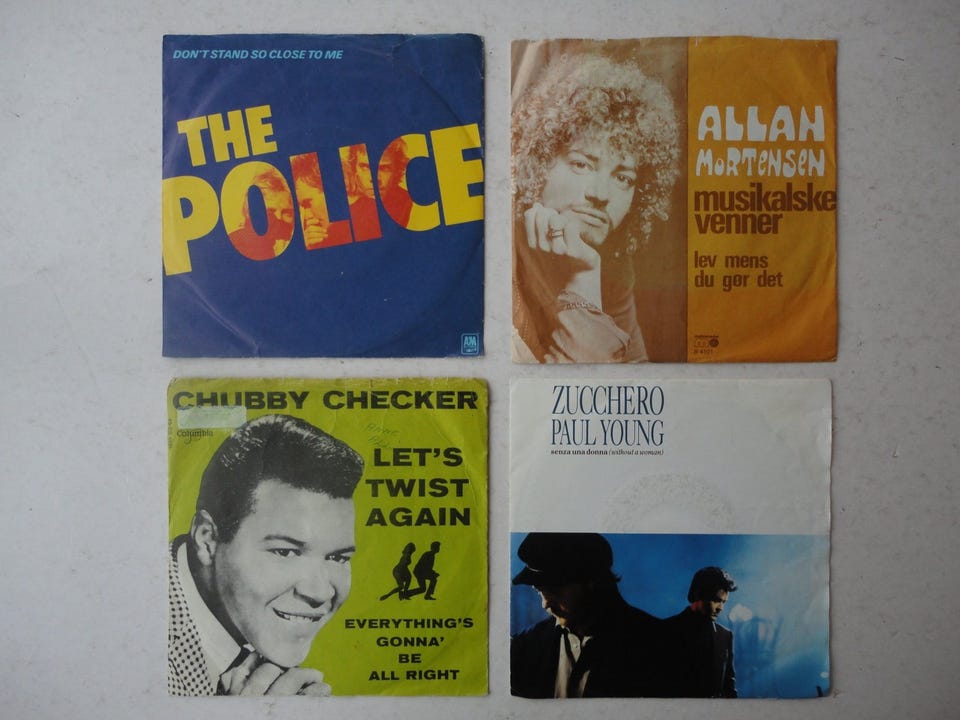 DON'T STAND SO CLOSE TO ME
THE
POLICE
A&M
ALLAN
MORTENSEN
musikalske
venner
lev mens
du gør det
CHUBBY CHECKER
Columbia
LET'S
TWIST
AGAIN
EVERYTHING'S
GONNA'
BE
ALL RIGHT
ZUCCHERO
PAUL YOUNG
senza una donna (without a woman)